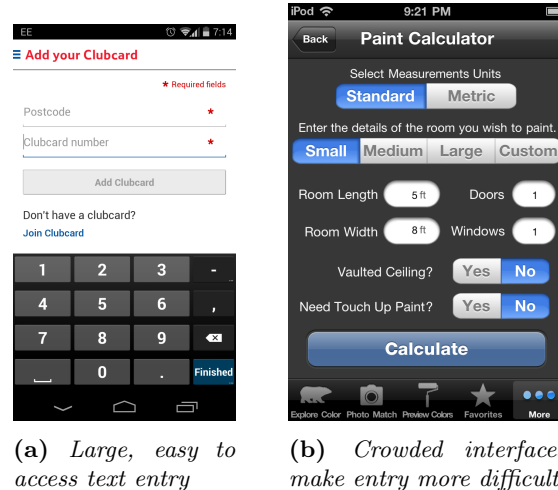 EE 7:14
Add your Clubcard
* Required fields
Postcode *
Clubcard number *
Add Clubcard
Don't have a clubcard?
Join Clubcard
1 2 3 -
4 5 6 ,
7 8 9
0 . Finished
(a) Large, easy to
access text entry
iPod 9:21 PM
Back Paint Calculator
Select Measurements Units
Standard Metric
Enter the details of the room you wish to paint.
Small Medium Large Custom
Room Length 5 ft Doors 1
Room Width 8 ft Windows 1
Vaulted Ceiling? Yes No
Need Touch Up Paint? Yes No
Calculate
Explore Color Photo Match Preview Colors Favorites More
(b) Crowded interface
make entry more difficult